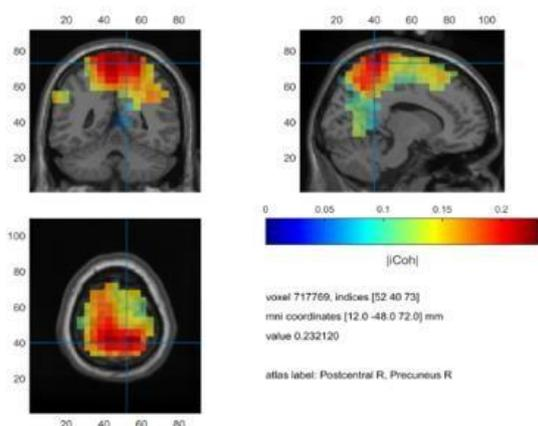 20 40 60 80
20 40 60 80 100
80
60
40
20
80
60
40
20
100
80
60
40
20
20 40 60 80
0 0.05 0.1 0.15 0.2
|iCoh|
voxel 717769, indices [52 40 73]
mni coordinates [12.0 -48.0 72.0] mm
value 0.232120
atlas label: Postcentral R, Precuneus R